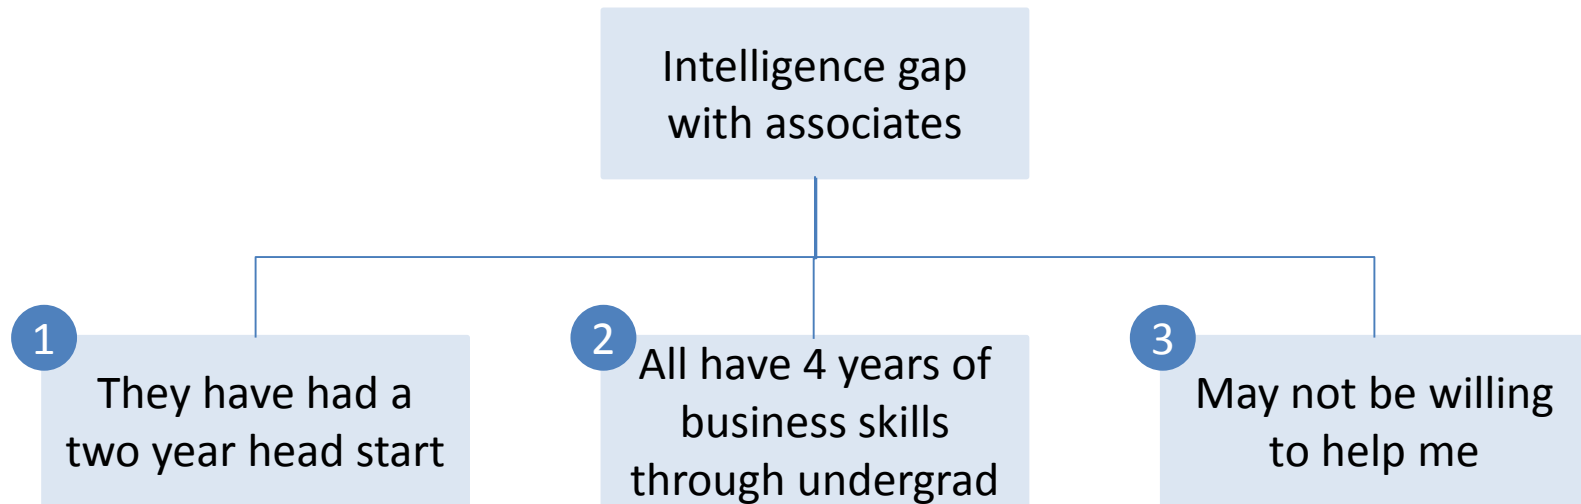 Intelligence gap
with associates
1
They have had a
two year head start
2
All have 4 years of
business skills
through undergrad
3
May not be willing
to help me